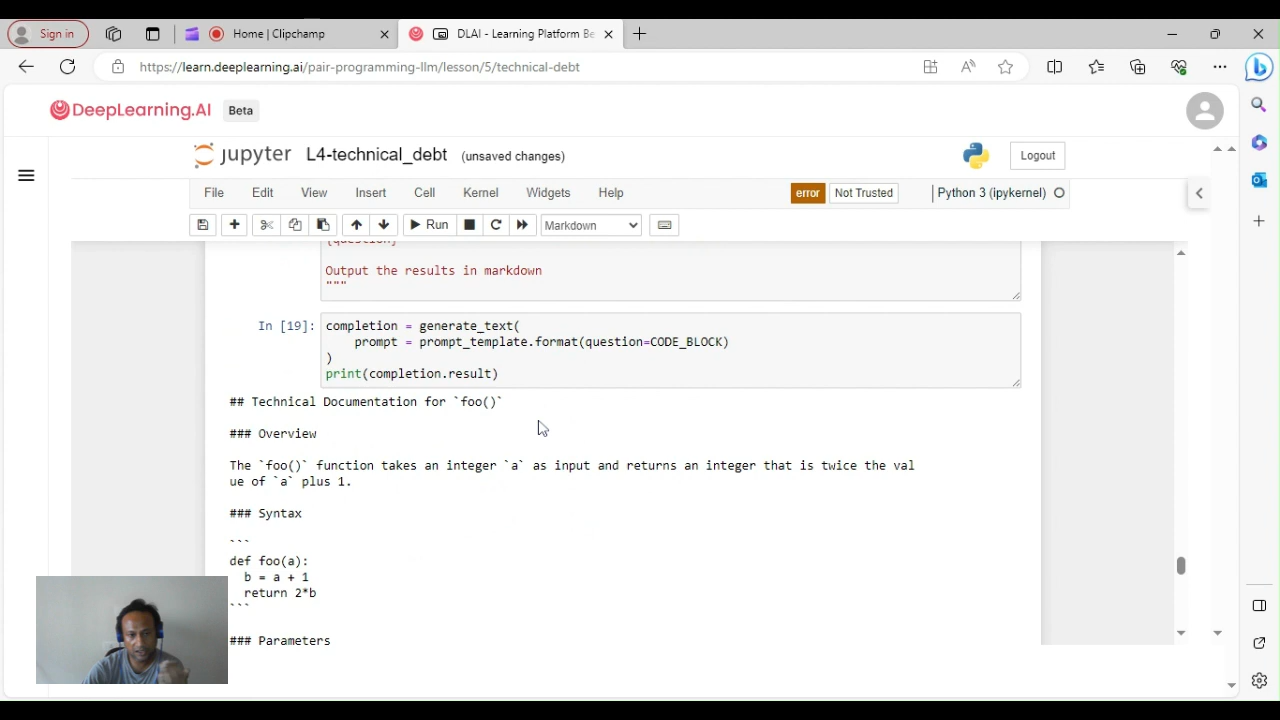 Sign in
Home | Clipchamp
DLAI - Learning Platform Be
https://learn.deeplearning.ai/pair-programming-llm/lesson/5/technical-debt
DeepLearning.AI
Beta
jupyter
L4-technical_debt
(unsaved changes)
Logout
File
Edit
View
Insert
Cell
Kernel
Widgets
Help
error
Not Trusted
Python 3 (ipykernel)
Run
Markdown
{question}
Output the results in markdown
"""
In [19]:
completion = generate_text(
prompt = prompt_template.format(question=CODE_BLOCK)
)
print(completion.result)
## Technical Documentation for `foo()`
### Overview
The `foo()` function takes an integer `a` as input and returns an integer that is twice the val
ue of `a` plus 1.
### Syntax
```
def foo(a):
b = a + 1
return 2*b
```
### Parameters